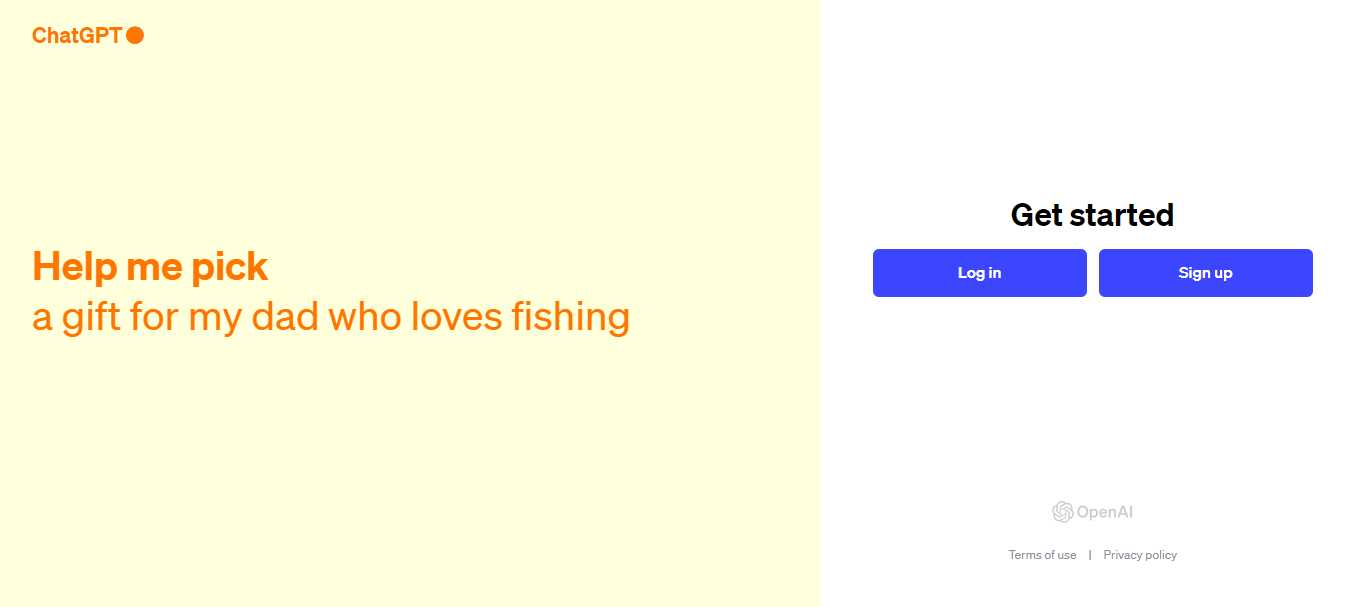 ChatGPT
Help me pick
a gift for my dad who loves fishing
Get started
Log in
Sign up
OpenAI
Terms of use | Privacy policy